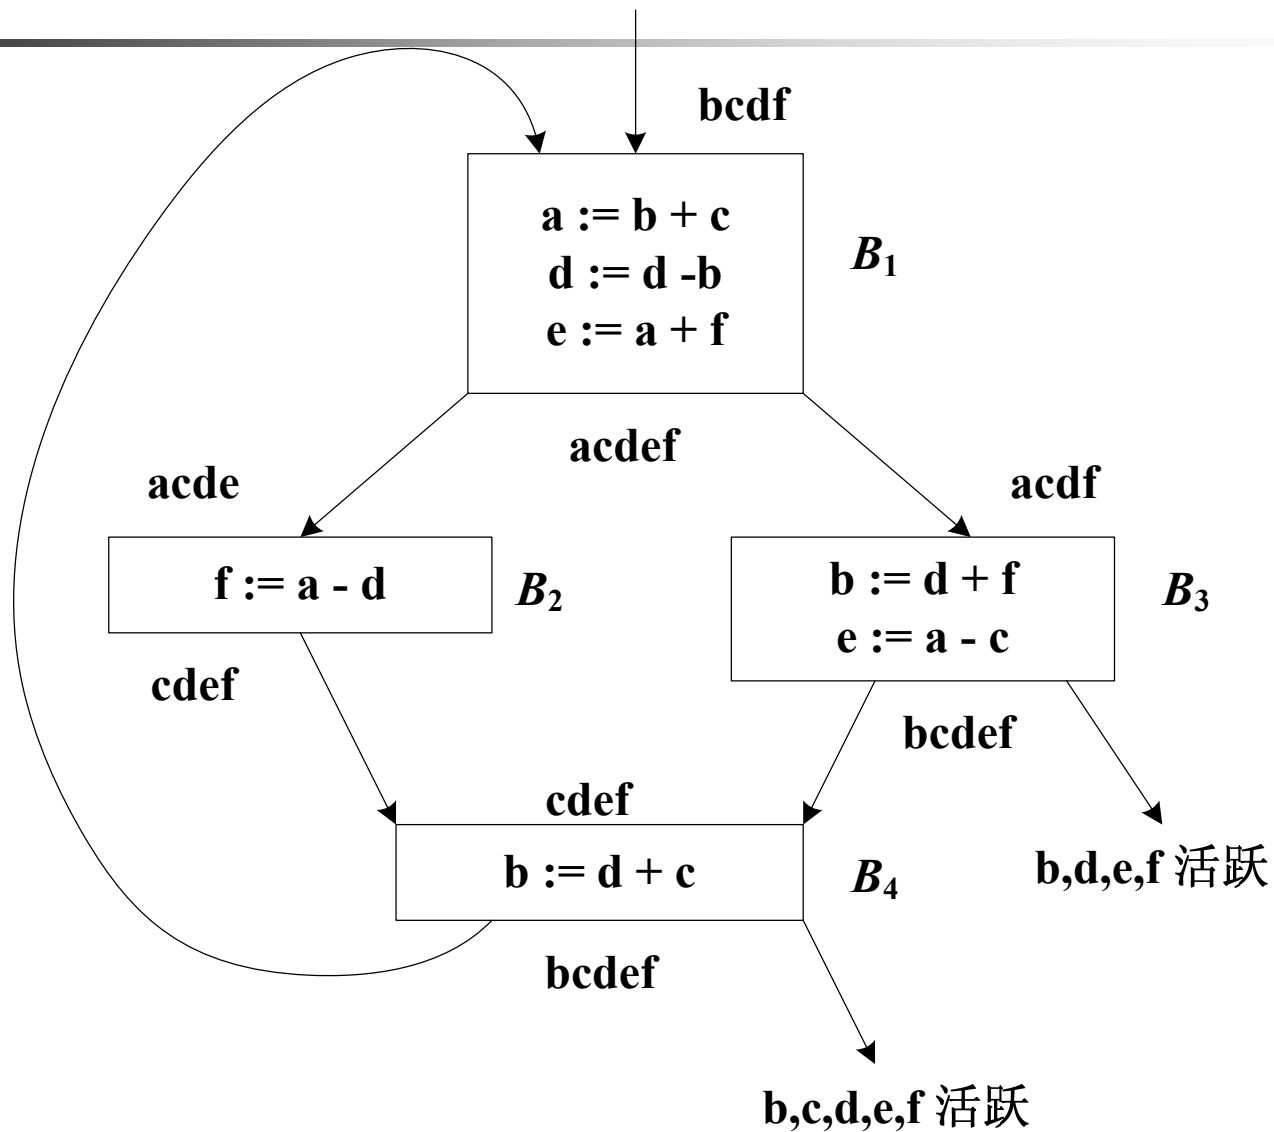 bcdf
a := b + c
d := d -b
e := a + f
B1
acdef
acde
acdf
f := a - d
B2
b := d + f
e := a - c
B3
cdef
bcdef
cdef
b := d + c
B4
b,d,e,f 活跃
bcdef
b,c,d,e,f 活跃